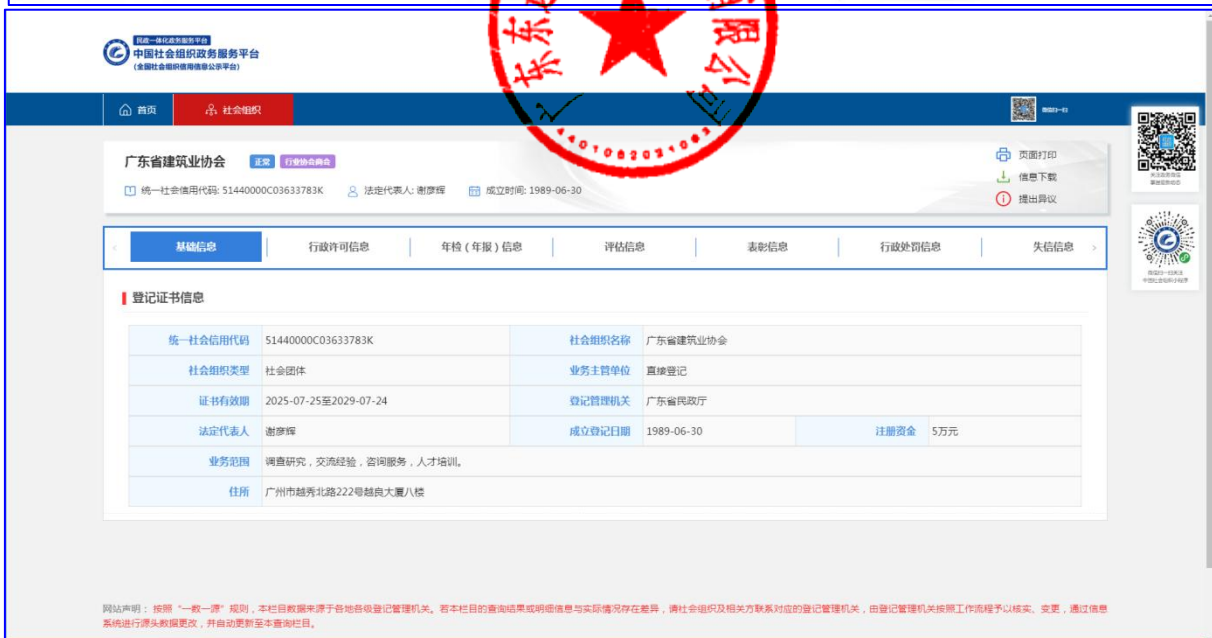 民政一体化政务服务平台
中国社会组织政务服务平台
(全国社会组织信用信息公示平台)
首页 社会组织
广东省建筑业协会 正常 行业协会商会
统一社会信用代码: 51440000C03633783K 法定代表人: 谢彦辉 成立时间: 1989-06-30
页面打印
信息下载
提出异议
基础信息 行政许可信息 年检(年报)信息 评估信息 表彰信息 行政处罚信息 失信信息
登记证书信息
统一社会信用代码 51440000C03633783K 社会组织名称 广东省建筑业协会
社会组织类型 社会团体 业务主管单位 直接登记
证书有效期 2025-07-25至2029-07-24 登记管理机关 广东省民政厅
法定代表人 谢彦辉 成立登记日期 1989-06-30 注册资金 5万元
业务范围 调查研究,交流经验,咨询服务,人才培训。
住所 广州市越秀北路222号越良大厦八楼
网站声明:按照“一数一源”规则,本栏目数据来源于各地各级登记管理机关。若本栏目的查询结果或明细信息与实际情况存在差异,请社会组织及相关方联系对应的登记管理机关,由登记管理机关按照工作流程予以核实、变更,通过信息
系统进行源头数据更改,并自动更新至本查询栏目。